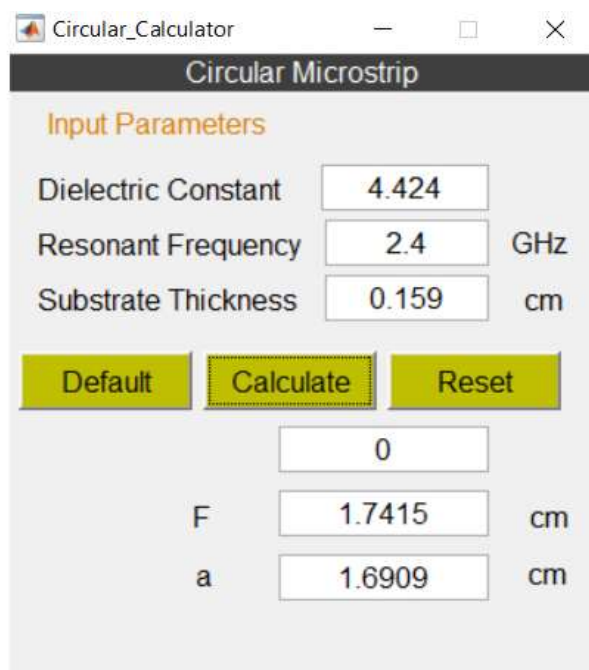 Circular_Calculator
Circular Microstrip
Input Parameters
Dielectric Constant 4.424
Resonant Frequency 2.4 GHz
Substrate Thickness 0.159 cm
Default Calculate Reset
0
F 1.7415 cm
a 1.6909 cm